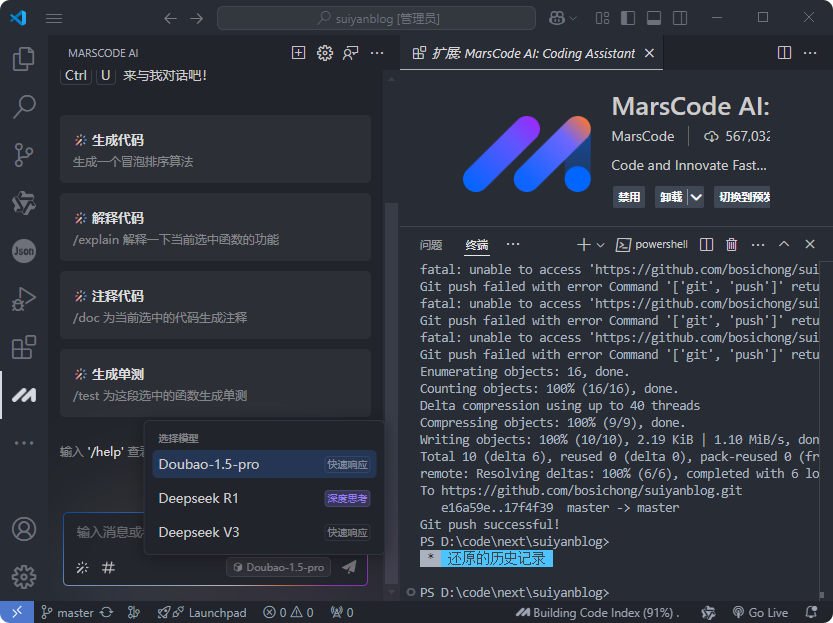 suiyanblog [管理员]
MARSCODE AI
Ctrl U 来与我对话吧!
生成代码
生成一个冒泡排序算法
解释代码
/explain 解释一下当前选中函数的功能
注释代码
/doc 为当前选中的代码生成注释
生成单测
/test 为这段选中的函数生成单测
输入 '/help' 查
选择模型
Doubao-1.5-pro 快速响应
Deepseek R1 深度思考
Deepseek V3 快速响应
输入消息或
Doubao-1.5-pro
Json
扩展: MarsCode AI: Coding Assistant
MarsCode AI:
MarsCode 567,032
Code and Innovate Fast...
禁用 卸载 切换到预发
问题 终端 powershell
fatal: unable to access 'https://github.com/bosichong/sui
Git push failed with error Command '['git', 'push']' retu
fatal: unable to access 'https://github.com/bosichong/sui
Git push failed with error Command '['git', 'push']' retu
fatal: unable to access 'https://github.com/bosichong/sui
Git push failed with error Command '['git', 'push']' retu
Enumerating objects: 16, done.
Counting objects: 100% (16/16), done.
Delta compression using up to 40 threads
Compressing objects: 100% (9/9), done.
Writing objects: 100% (10/10), 2.19 KiB | 1.10 MiB/s, don
Total 10 (delta 6), reused 0 (delta 0), pack-reused 0 (fr
remote: Resolving deltas: 100% (6/6), completed with 6 lo
To https://github.com/bosichong/suiyanblog.git
e16a59e..17f4f39 master -> master
Git push successful!
PS D:\code\next\suiyanblog>
* 还原的历史记录
PS D:\code\next\suiyanblog>
master Launchpad 0 0 0 Building Code Index (91%) . Go Live